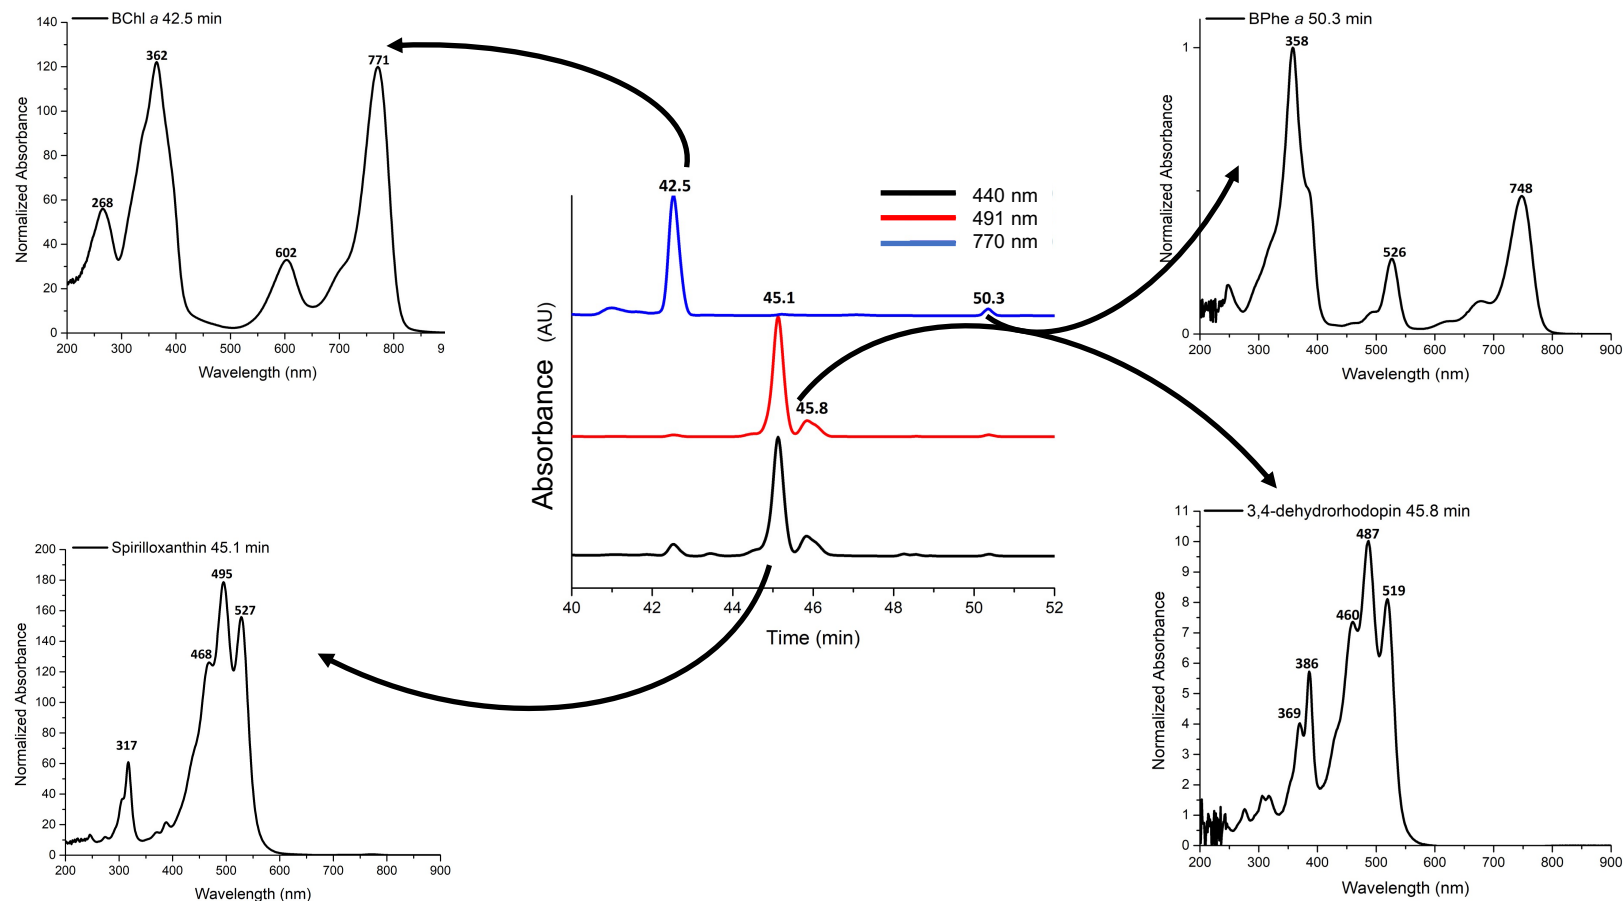 BChl a 42.5 min
140
120
100
80
60
40
20
0
Normalized Absorbance
268
362
602
771
200 300 400 500 600 700 800 9
Wavelength (nm)
BPhe a 50.3 min
1
0
Normalized Absorbance
358
526
748
200 300 400 500 600 700 800 900
Wavelength (nm)
440 nm
491 nm
770 nm
42.5
45.1
50.3
45.8
Absorbance (AU)
40 42 44 46 48 50 52
Time (min)
Spirilloxanthin 45.1 min
200
180
160
140
120
100
80
60
40
20
0
Normalized Absorbance
317
468
495
527
200 300 400 500 600 700 800 900
Wavelength (nm)
3,4-dehydrorhodopin 45.8 min
11
10
9
8
7
6
5
4
3
2
1
0
Normalized Absorbance
369
386
460
487
519
200 300 400 500 600 700 800 900
Wavelength (nm)